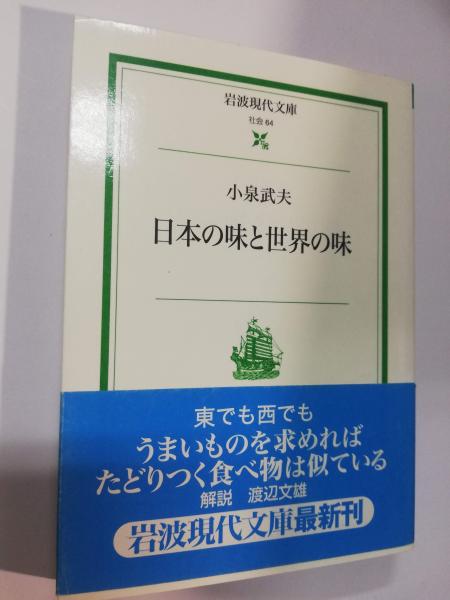 岩波現代文庫
社会 64
小泉武夫
日本の味と世界の味
東でも西でも
うまいものを求めれば
たどりつく食べ物は似ている
解説 渡辺文雄
岩波現代文庫最新刊